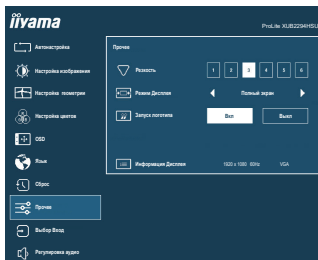 iiyama
ProLite XUB2294HSU
Автонастройка
Прочее
Настройка изображения
Резкость
1 2 3 4 5 6
Настройка геометрии
Режим Дисплея
Полный экран
Настройка цветов
Запуск логотипа
Вкл
Выкл
OSD
Язык
Информация Дисплея
1920 x 1080 60Hz
VGA
Сброс
Прочее
Выбор Вход
Регулировка аудио